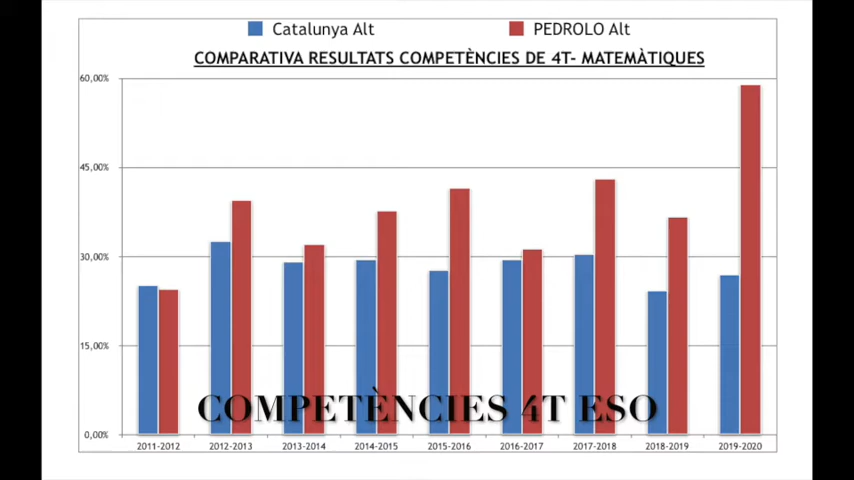 Catalunya Alt PEDROLO Alt
COMPARATIVA RESULTATS COMPETÈNCIES DE 4T- MATEMÀTIQUES
60,00%
45,00%
30,00%
15,00%
0,00%
COMPETÈNCIES 4T ESO
2011-2012 2012-2013 2013-2014 2014-2015 2015-2016 2016-2017 2017-2018 2018-2019 2019-2020